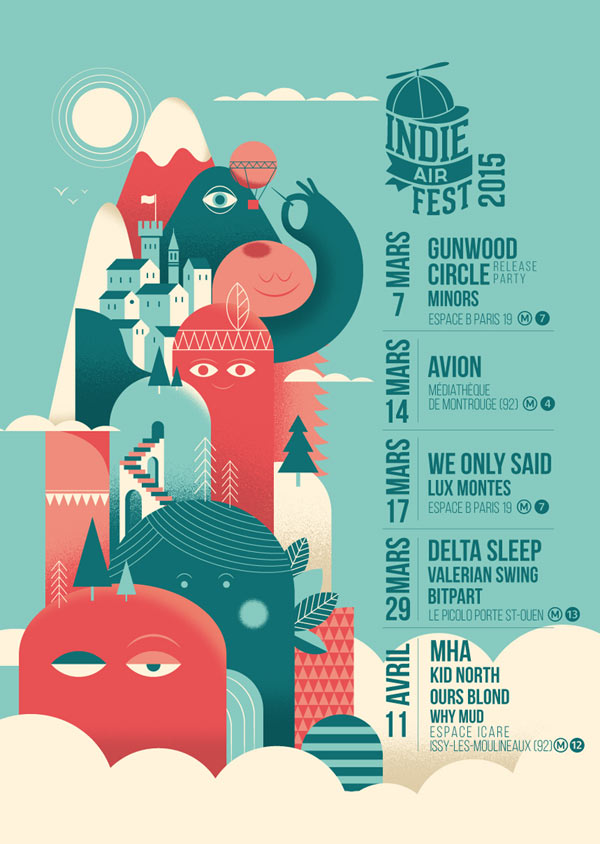 INDIE
AIR
FEST
2015
7 MARS
GUNWOOD
CIRCLE RELEASE PARTY
MINORS
ESPACE B PARIS 19 M 7
14 MARS
AVION
MÉDIATHÈQUE
DE MONTROUGE (92) M 4
17 MARS
WE ONLY SAID
LUX MONTES
ESPACE B PARIS 19 M 7
29 MARS
DELTA SLEEP
VALERIAN SWING
BITPART
LE PICOLO PORTE ST-OUEN M 13
11 AVRIL
MHA
KID NORTH
OURS BLOND
WHY MUD
ESPACE ICARE
ISSY-LES-MOULINEAUX (92) M 12